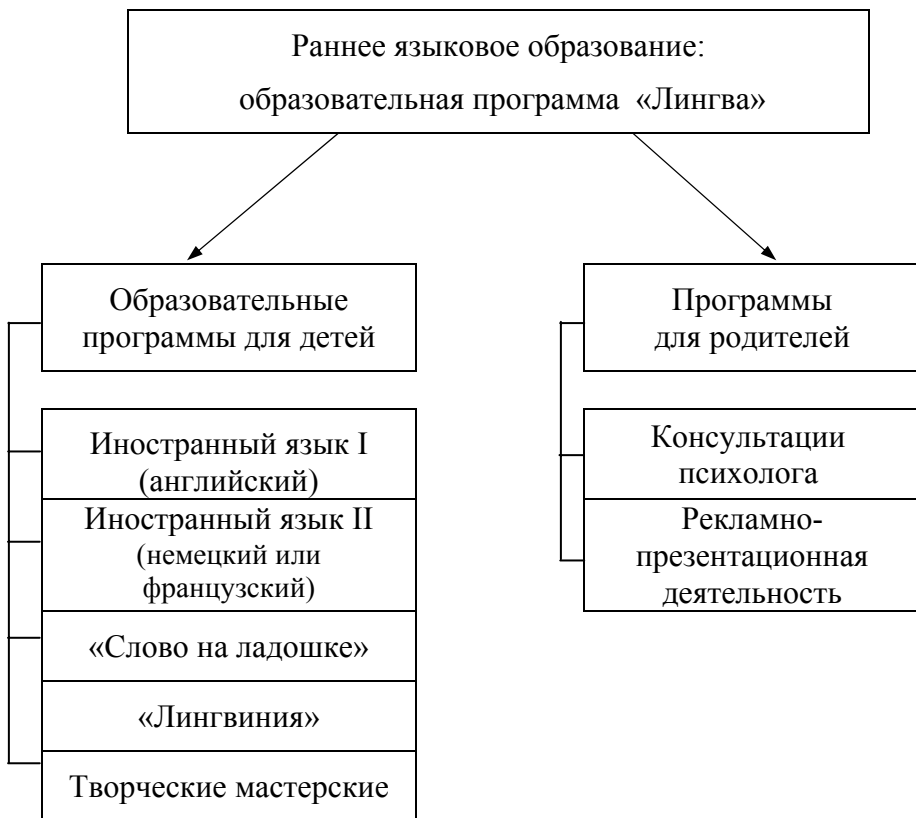 Раннее языковое образование:
образовательная программа «Лингва»
Образовательные
программы для детей
Иностранный язык I
(английский)
Иностранный язык II
(немецкий или
французский)
«Слово на ладошке»
«Лингвиния»
Творческие мастерские
Программы
для родителей
Консультации
психолога
Рекламно-
презентационная
деятельность